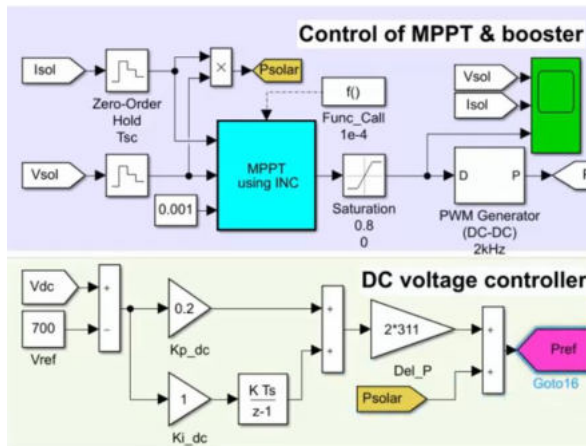 Control of MPPT & booster
Isol
Zero-Order
Hold
Tsc
×
Psolar
f()
Func_Call
1e-4
Vsol
Isol
Vsol
MPPT
using INC
0.001
Saturation
0.8
0
D
P
PWM Generator
(DC-DC)
2kHz
DC voltage controller
Vdc
700
Vref
+
−
0.2
Kp_dc
1
Ki_dc
K Ts
z-1
+
+
2*311
Del_P
Psolar
+
+
Pref
Goto16